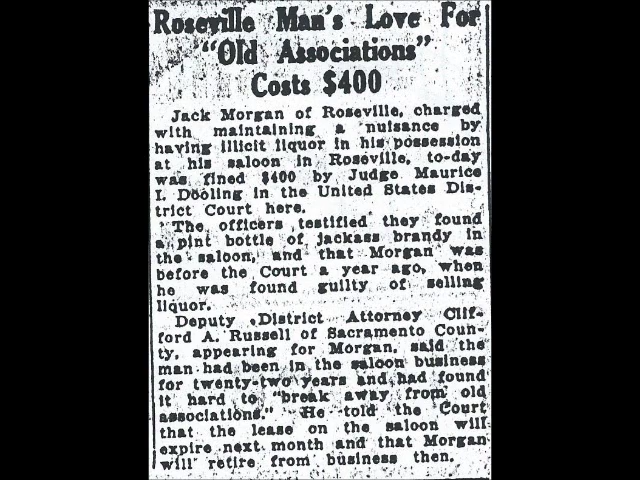 Roseville Man's Love For
"Old Associations"
Costs $400
Jack Morgan of Roseville, charged
with maintaining a nuisance by
having illicit liquor in his possession
at his saloon in Roseville, to-day
was fined $400 by Judge Maurice
I. Dooling in the United States Dis-
trict Court here.
The officers testified they found
a pint bottle of jackass brandy in
the saloon, and that Morgan was
before the Court a year ago, when
he was found guilty of selling
liquor.
Deputy District Attorney Clif-
ford A. Russell of Sacramento Coun-
ty, appearing for Morgan, said the
man had been in the saloon business
for twenty-two years and had found
it hard to "break away from old
associations." He told the Court
that the lease on the saloon will
expire next month and that Morgan
will retire from business then.